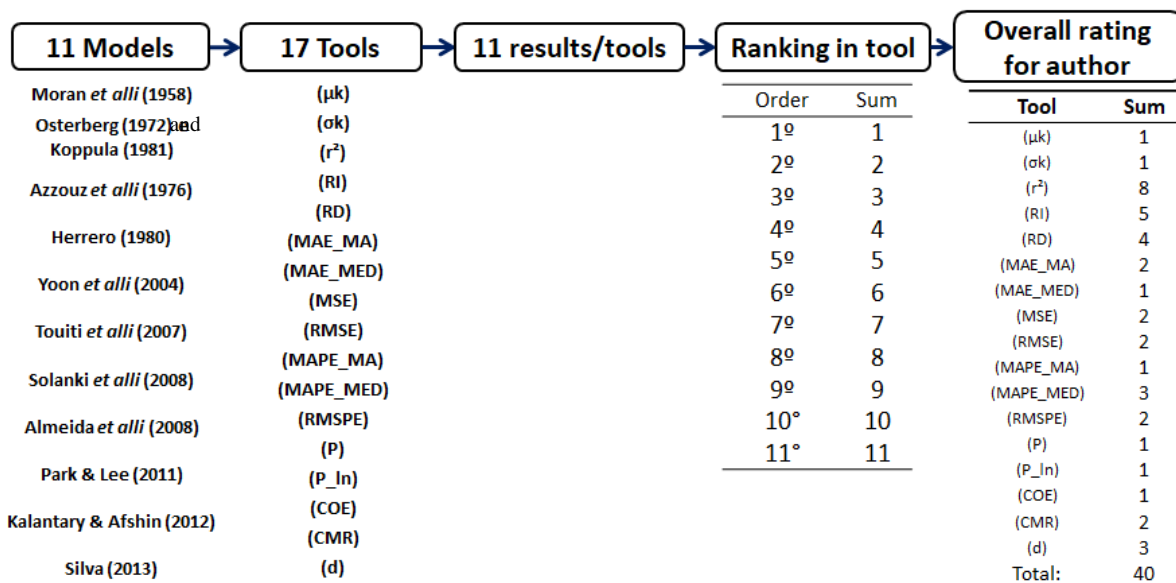 11 Models
17 Tools
11 results/tools
Ranking in tool
Overall rating
for author
Moran et alli (1958)
Osterberg (1972) and
Koppula (1981)
Azzouz et alli (1976)
Herrero (1980)
Yoon et alli (2004)
Touiti et alli (2007)
Solanki et alli (2008)
Almeida et alli (2008)
Park & Lee (2011)
Kalantary & Afshin (2012)
Silva (2013)
(µk)
(σk)
(r²)
(RI)
(RD)
(MAE_MA)
(MAE_MED)
(MSE)
(RMSE)
(MAPE_MA)
(MAPE_MED)
(RMSPE)
(P)
(P_ln)
(COE)
(CMR)
(d)
Order Sum
1º 1
2º 2
3º 3
4º 4
5º 5
6º 6
7º 7
8º 8
9º 9
10° 10
11° 11
Tool Sum
(µk) 1
(σk) 1
(r²) 8
(RI) 5
(RD) 4
(MAE_MA) 2
(MAE_MED) 1
(MSE) 2
(RMSE) 2
(MAPE_MA) 1
(MAPE_MED) 3
(RMSPE) 2
(P) 1
(P_ln) 1
(COE) 1
(CMR) 2
(d) 3
Total: 40